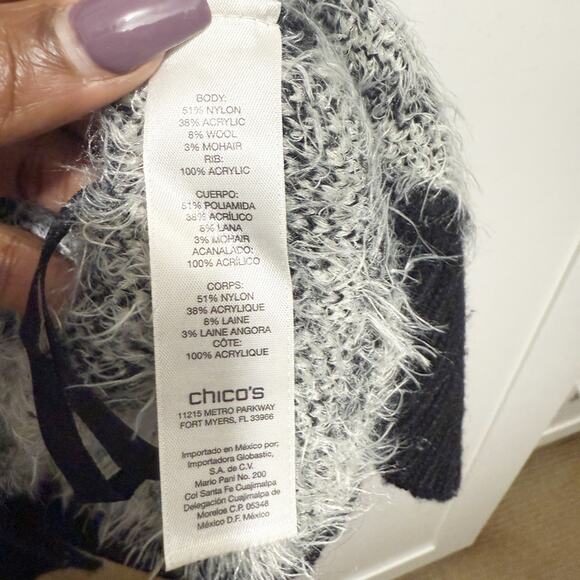 BODY:
51% NYLON
38% ACRYLIC
8% WOOL
3% MOHAIR
RIB:
100% ACRYLIC
CUERPO:
51% POLIAMIDA
38% ACRÍLICO
8% LANA
3% MOHAIR
ACANALADO:
100% ACRÍLICO
CORPS:
51% NYLON
38% ACRYLIQUE
8% LAINE
3% LAINE ANGORA
CÔTE:
100% ACRYLIQUE
chico's
11215 METRO PARKWAY
FORT MYERS, FL 33966
Importado en México por:
Importadora Globastic,
S.A. de C.V.
Mario Pani No. 200
Col Santa Fe Cuajimalpa
Delegación Cuajimalpa de
Morelos C.P. 05348
México D.F. México